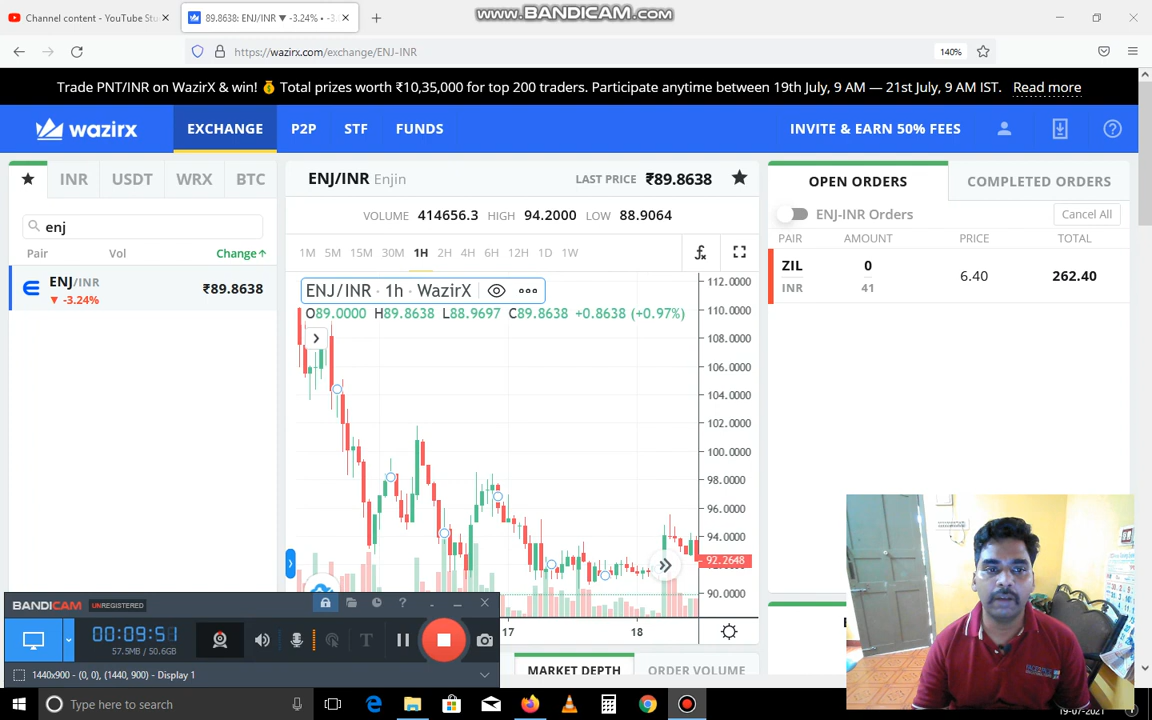 www.BANDICAM.com
Channel content - YouTube Stu
89.8638: ENJ/INR ▼ -3.24% •
https://wazirx.com/exchange/ENJ-INR
140%
Trade PNT/INR on WazirX & win! 💰 Total prizes worth ₹10,35,000 for top 200 traders. Participate anytime between 19th July, 9 AM — 21st July, 9 AM IST. Read more
wazirx EXCHANGE P2P STF FUNDS INVITE & EARN 50% FEES
INR USDT WRX BTC
enj
Pair Vol Change↑
ENJ/INR ₹89.8638
▼ -3.24%
ENJ/INR Enjin LAST PRICE ₹89.8638
VOLUME 414656.3 HIGH 94.2000 LOW 88.9064
1M 5M 15M 30M 1H 2H 4H 6H 12H 1D 1W
ENJ/INR · 1h · WazirX
O89.0000 H89.8638 L88.9697 C89.8638 +0.8638 (+0.97%)
112.0000
110.0000
108.0000
106.0000
104.0000
102.0000
100.0000
98.0000
96.0000
94.0000
92.2648
90.0000
17 18
MARKET DEPTH ORDER VOLUME
OPEN ORDERS COMPLETED ORDERS
ENJ-INR Orders Cancel All
PAIR AMOUNT PRICE TOTAL
ZIL 0 6.40 262.40
INR 41
BANDICAM UNREGISTERED
00:09:51
57.5MB / 50.6GB
1440x900 - (0, 0), (1440, 900) - Display 1
Type here to search
19-07-2021